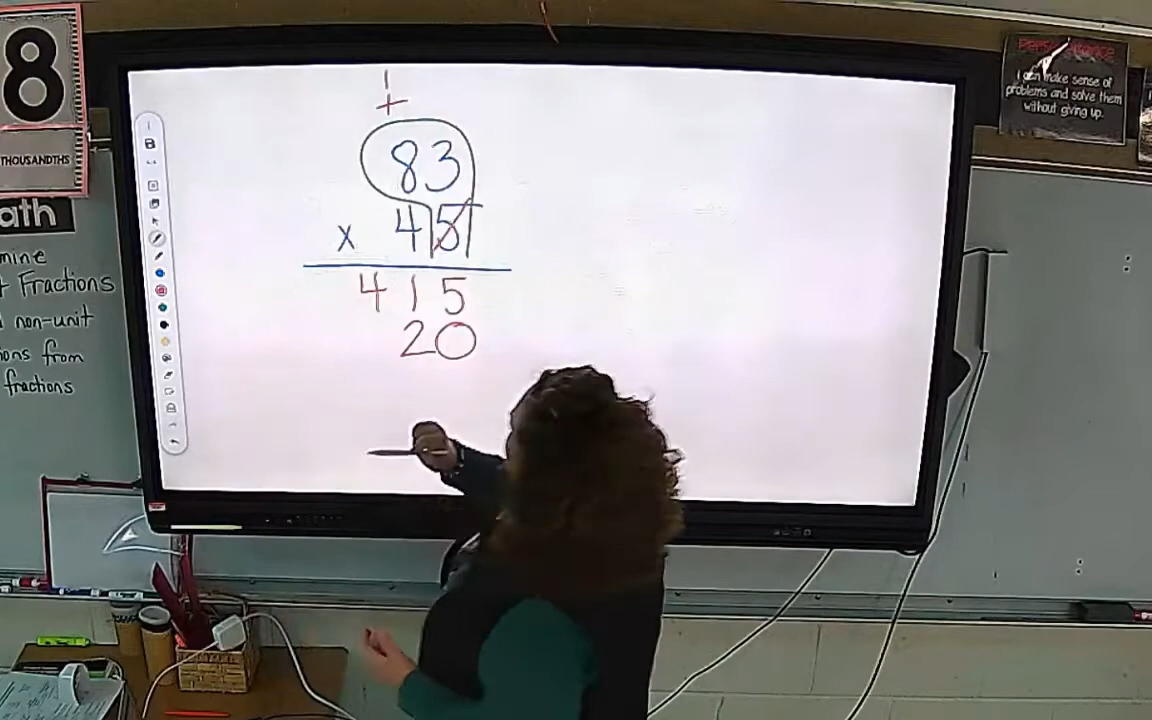 8
THOUSANDTHS
ath
mine
Fractions
non-unit
ions from
fractions
1
+
83
x 45
415
20
Perseverance
I can make sense of
problems and solve them
without giving up.